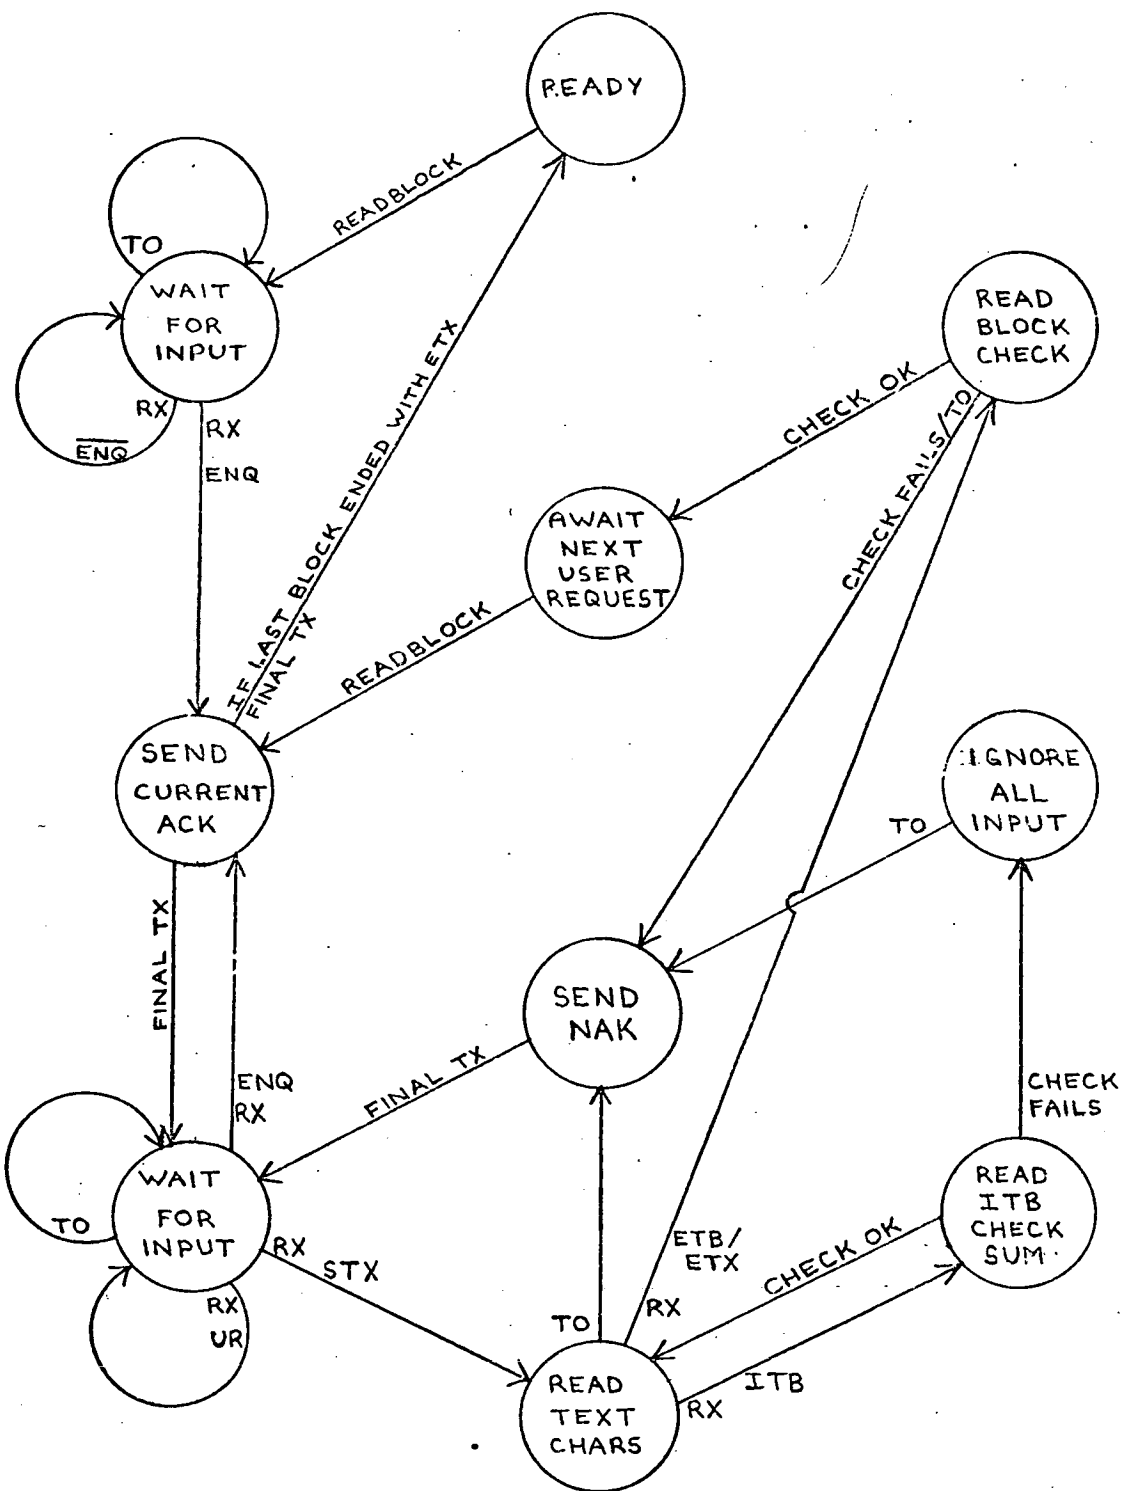 READY
READBLOCK
TO
WAIT
FOR
INPUT
RX
ENQ
RX
ENQ
READ
BLOCK
CHECK
CHECK OK
CHECK FAILS/TO
IF LAST BLOCK ENDED WITH ETX
FINAL TX
AWAIT
NEXT
USER
REQUEST
READBLOCK
SEND
CURRENT
ACK
IGNORE
ALL
INPUT
TO
FINAL TX
SEND
NAK
FINAL TX
ENQ
RX
CHECK
FAILS
WAIT
FOR
INPUT
TO
RX
STX
RX
UR
READ
ITB
CHECK
SUM
CHECK OK
ETB/
ETX
RX
TO
ITB
RX
READ
TEXT
CHARS